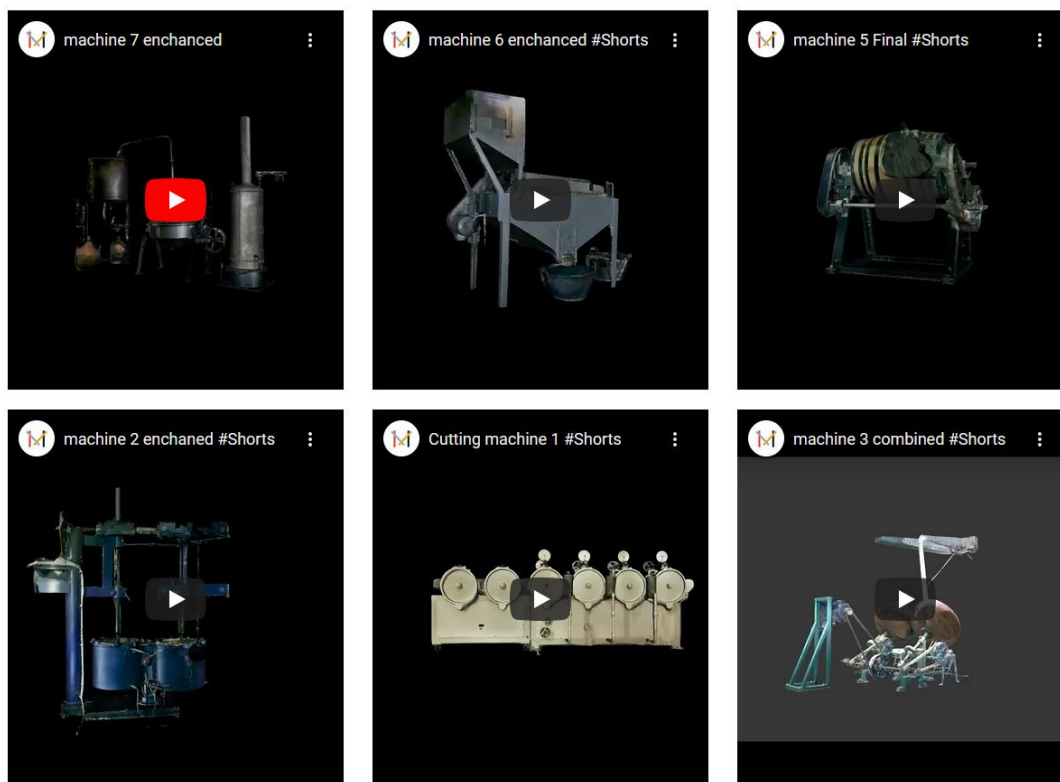 machine 7 enchanced
machine 6 enchanced #Shorts
machine 5 Final #Shorts
machine 2 enchaned #Shorts
Cutting machine 1 #Shorts
machine 3 combined #Shorts